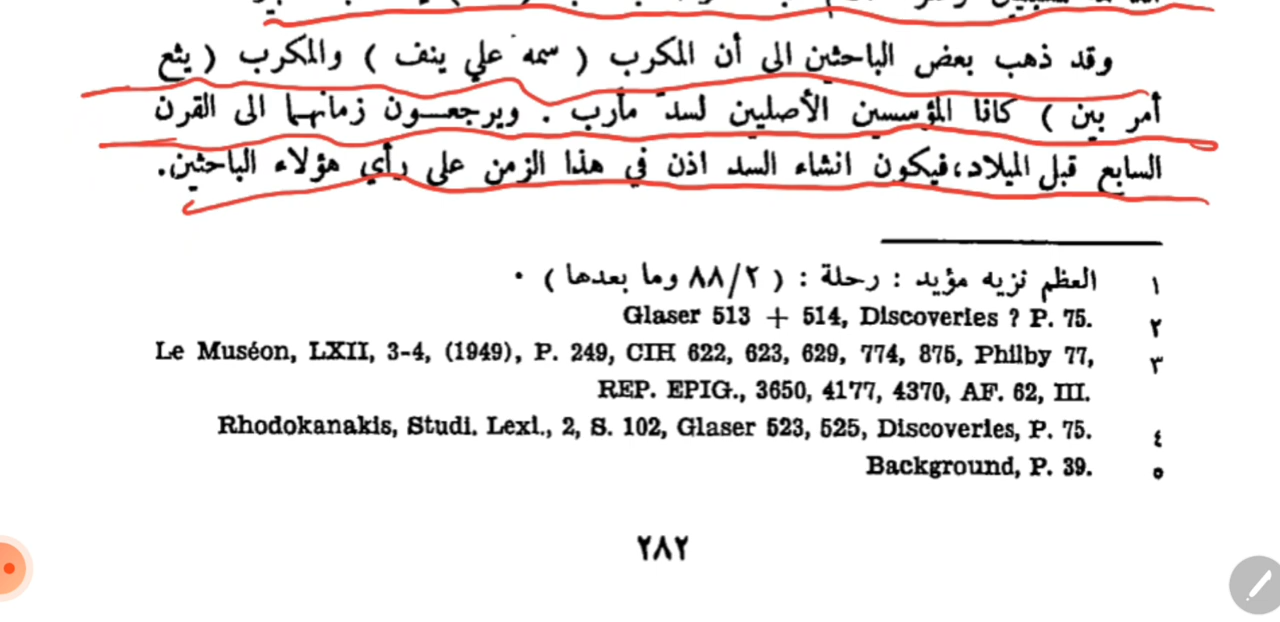 وقد ذهب بعض الباحثين الى أن المكرب ( سمه علي ينف ) والمكرب ( يثع
أمر بين ) كانا المؤسسين الأصليين لسد مأرب . ويرجعــون زمانهما الى القرن
السابع قبل الميلاد،فيكون انشاء السد اذن في هذا الزمن على رأي هؤلاء الباحثين.
١ العظم نزيه مؤيد : رحلة : ( ٨٨/٢ وما بعدها ) ٠
٢ Glaser 513 + 514, Discoveries ? P. 75.
٣ Le Muséon, LXII, 3-4, (1949), P. 249, CIH 622, 623, 629, 774, 875, Philby 77,
REP. EPIG., 3650, 4177, 4370, AF. 62, III.
٤ Rhodokanakis, Studi. Lexi., 2, S. 102, Glaser 523, 525, Discoveries, P. 75.
٥ Background, P. 39.
٢٨٢